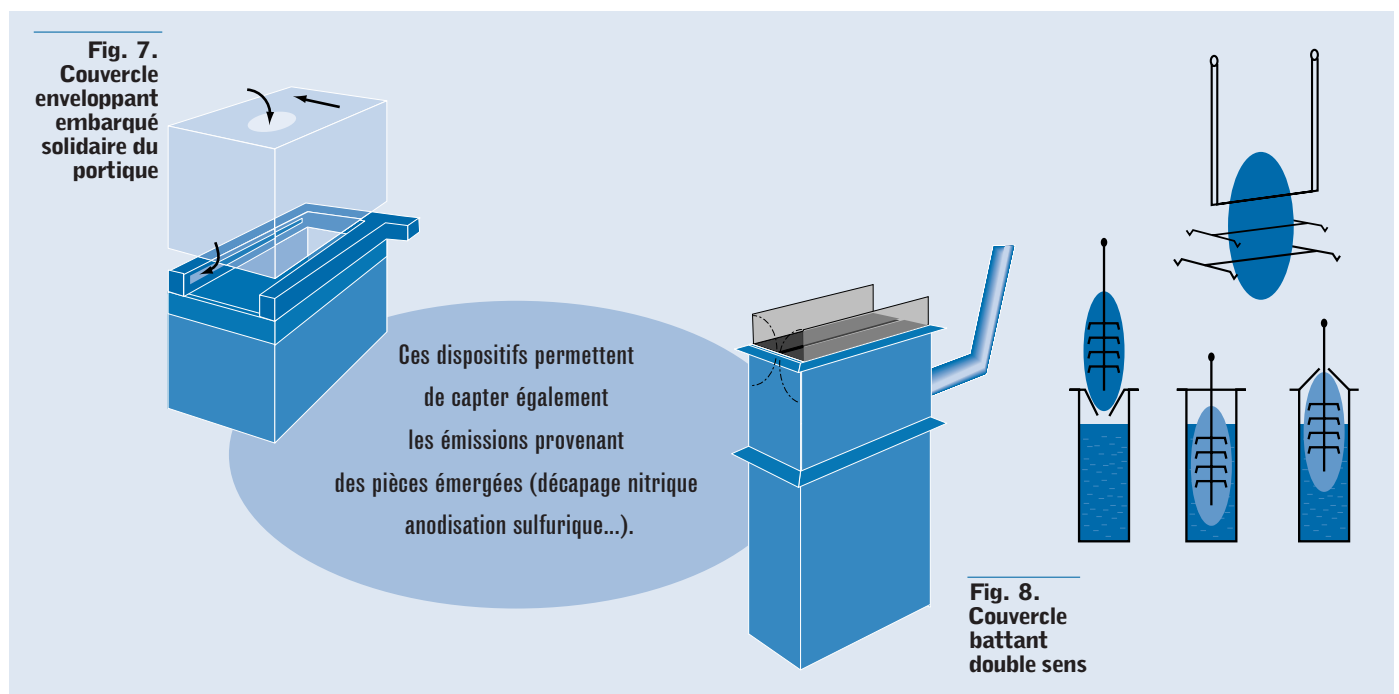 Fig. 7.
Couvercle
enveloppant
embarqué
solidaire du
portique
Ces dispositifs permettent
de capter également
les émissions provenant
des pièces émergées (décapage nitrique
anodisation sulfurique...).
Fig. 8.
Couvercle
battant
double sens